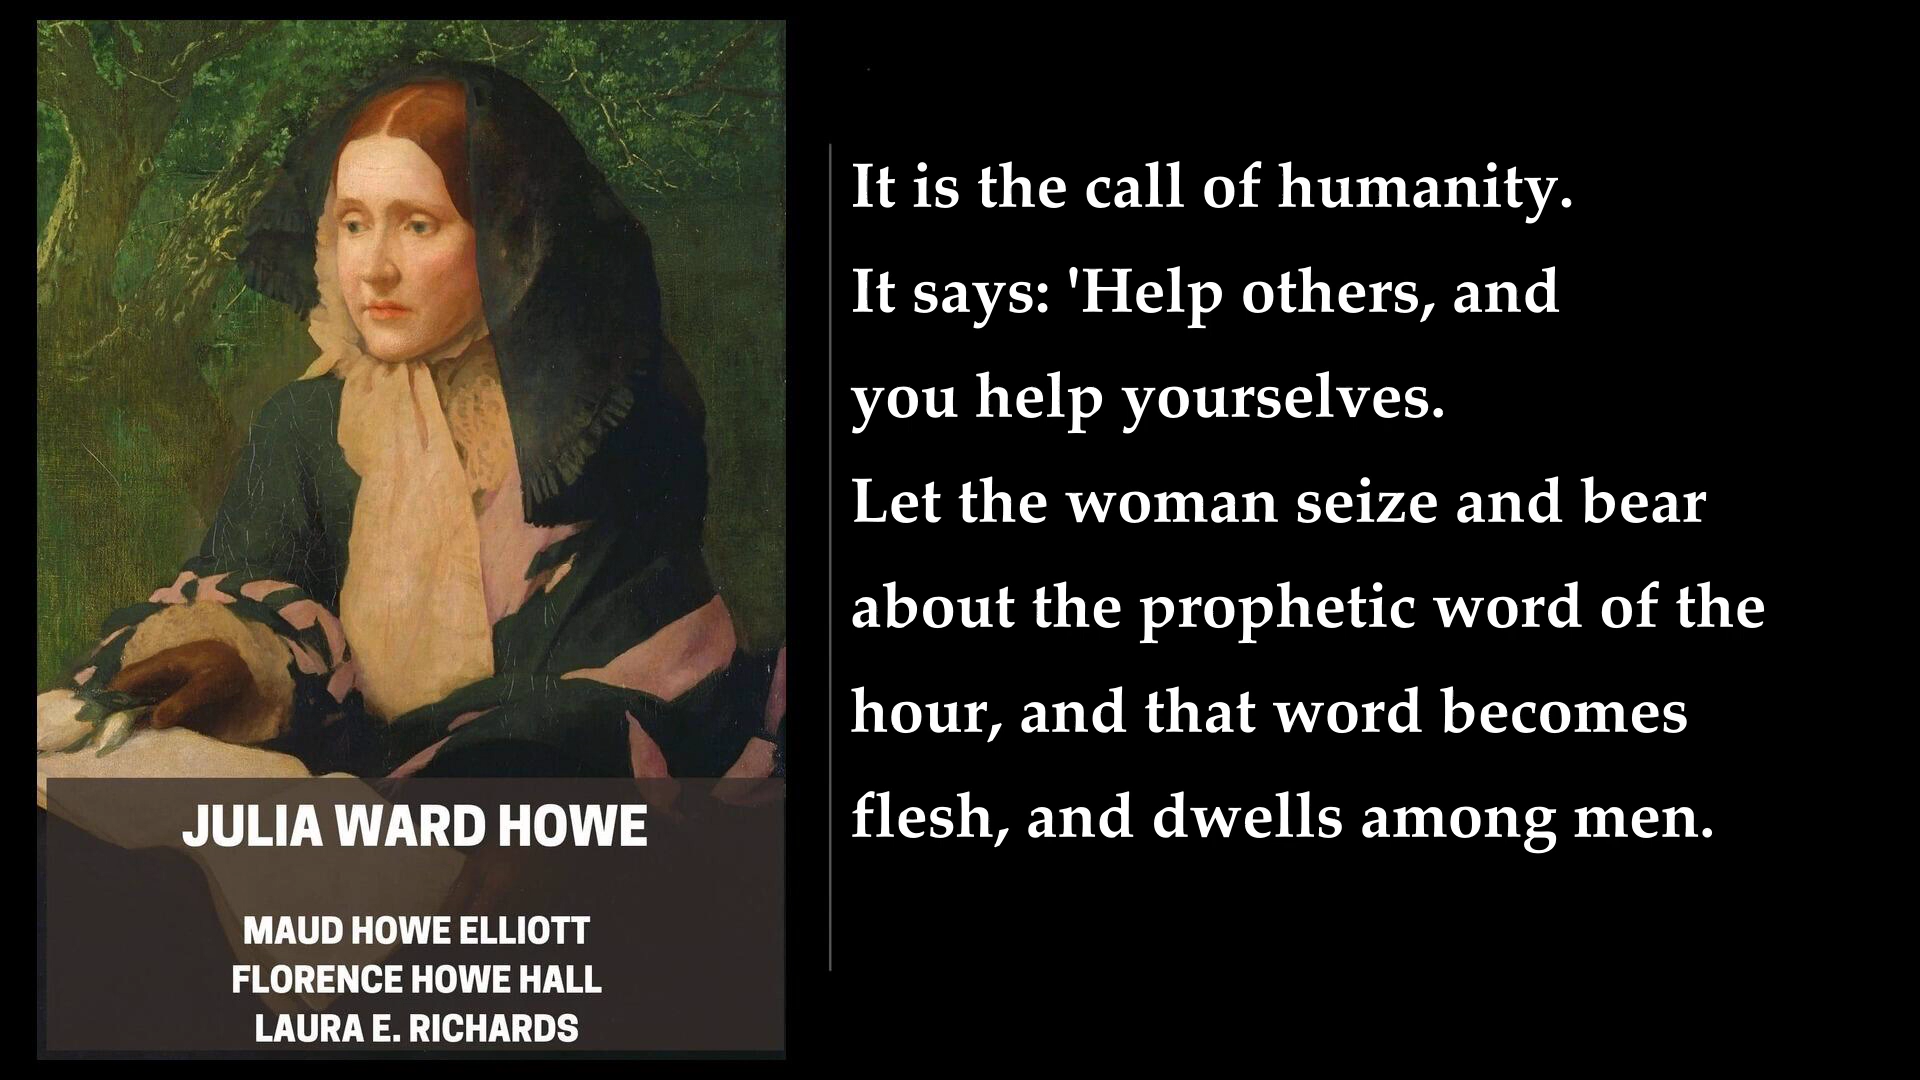 JULIA WARD HOWE
MAUD HOWE ELLIOTT
FLORENCE HOWE HALL
LAURA E. RICHARDS
It is the call of humanity.
It says: 'Help others, and
you help yourselves.
Let the woman seize and bear
about the prophetic word of the
hour, and that word becomes
flesh, and dwells among men.